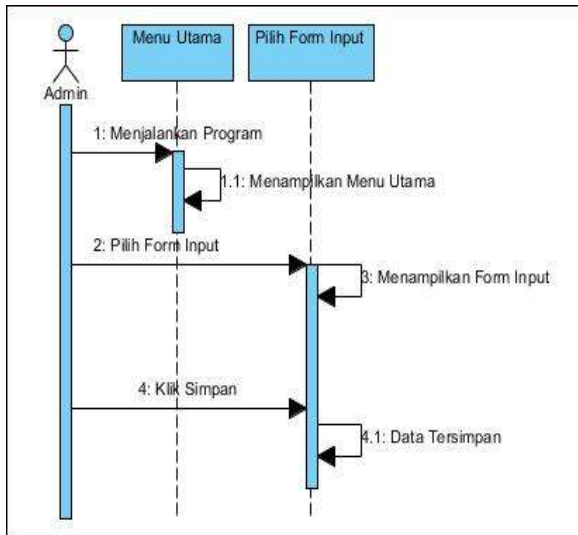 Menu Utama
Pilih Form Input
Admin
1: Menjalankan Program
1.1: Menampilkan Menu Utama
2: Pilih Form Input
3: Menampilkan Form Input
4: Klik Simpan
4.1: Data Tersimpan